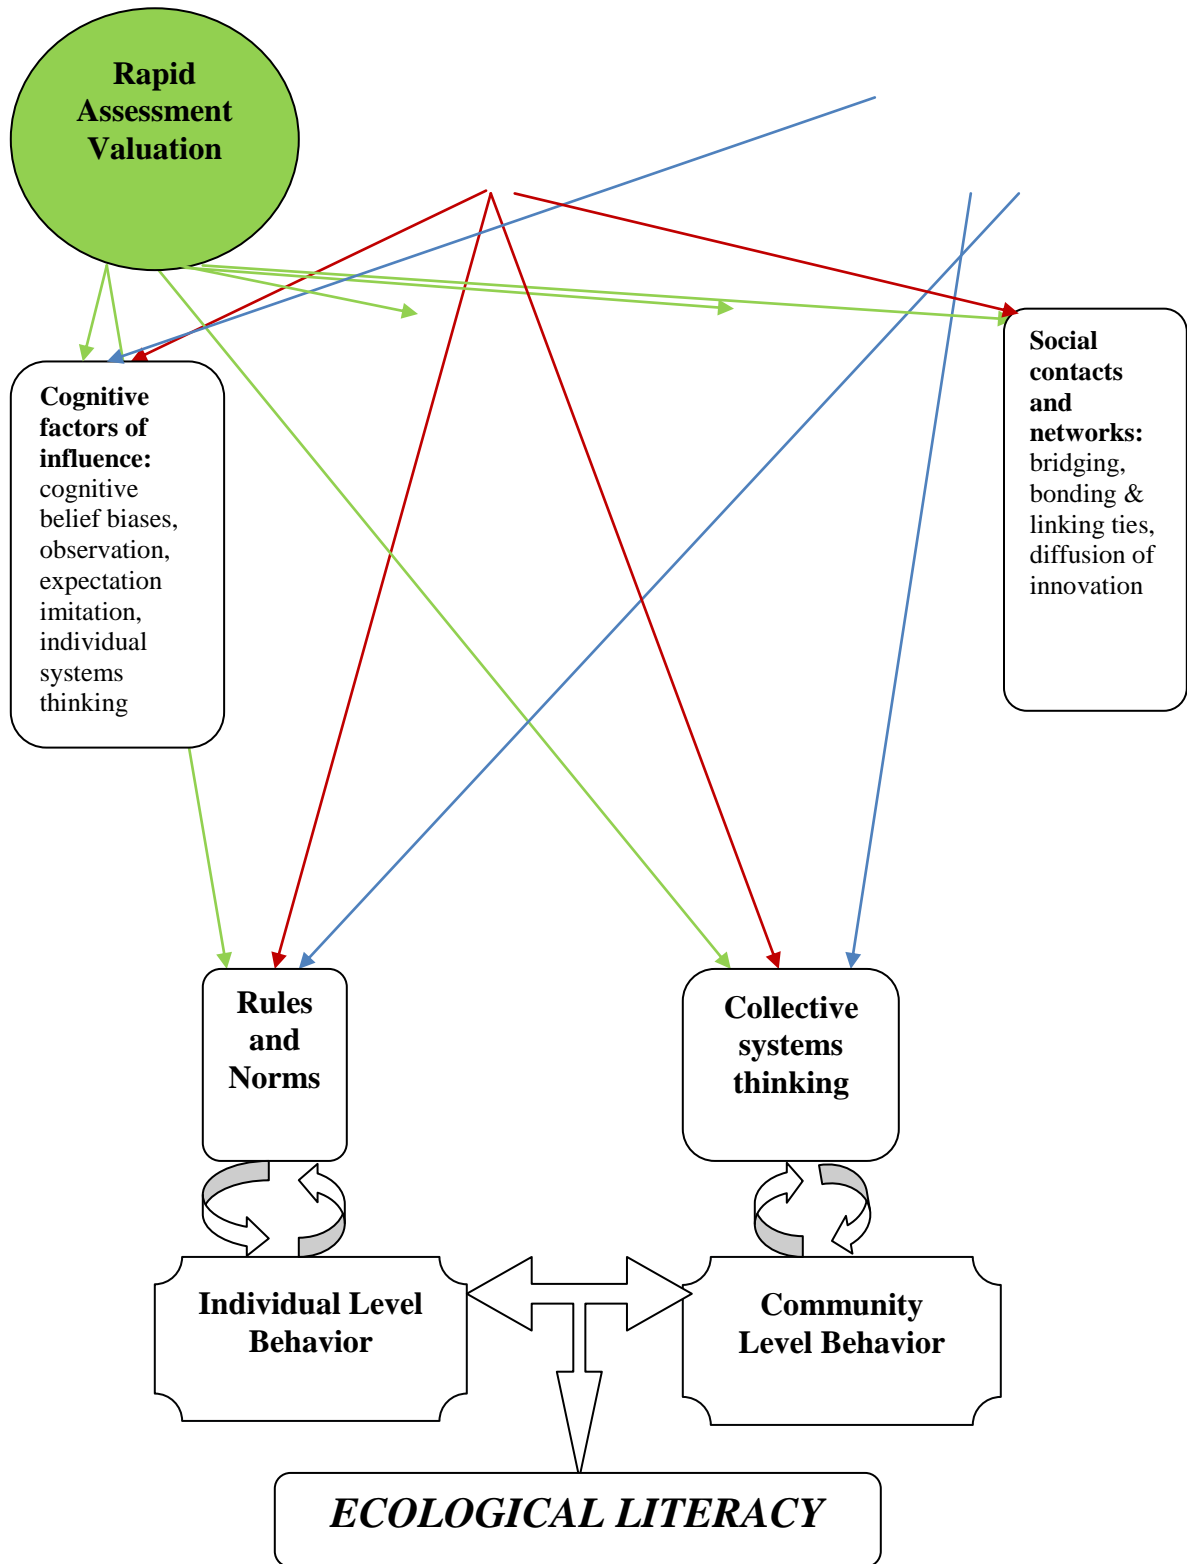 Rapid
Assessment
Valuation
Cognitive
factors of
influence:
cognitive
belief biases,
observation,
expectation
imitation,
individual
systems
thinking
Social
contacts
and
networks:
bridging,
bonding &
linking ties,
diffusion of
innovation
Rules
and
Norms
Collective
systems
thinking
Individual Level
Behavior
Community
Level Behavior
ECOLOGICAL LITERACY